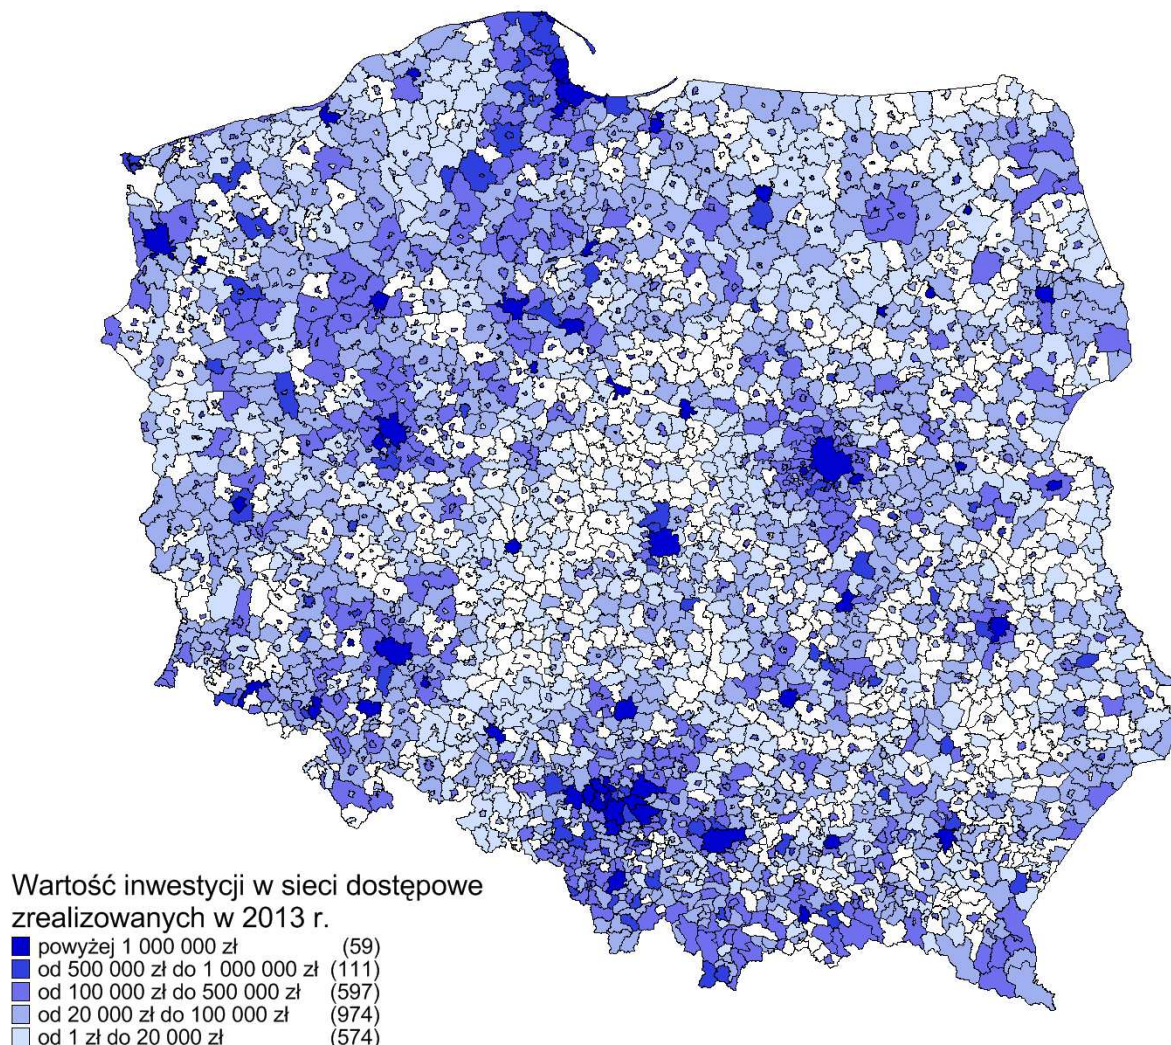 Wartość inwestycji w sieci dostępowe
zrealizowanych w 2013 r.
powyżej 1 000 000 zł (59)
od 500 000 zł do 1 000 000 zł (111)
od 100 000 zł do 500 000 zł (597)
od 20 000 zł do 100 000 zł (974)
od 1 zł do 20 000 zł (574)